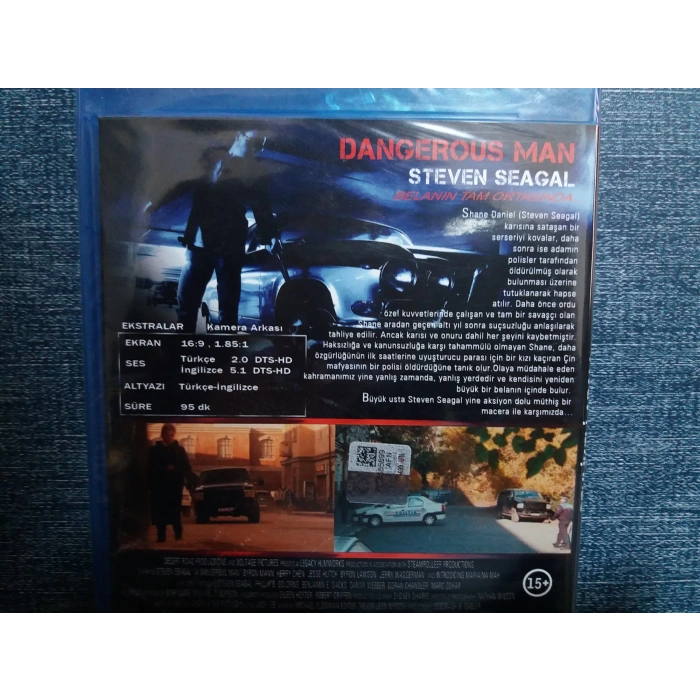 DANGEROUS MAN
STEVEN SEAGAL
BELANIN TAM ORTASINDA
Shane Daniel (Steven Seagal)
karısına sataşan bir
serseriyi kovalar, daha
sonra ise adamın
polisler tarafından
öldürülmüş olarak
bulunması üzerine
tutuklanarak hapse
atılır. Daha önce ordu
özel kuvvetlerinde çalışan ve tam bir savaşçı olan
Shane aradan geçen altı yıl sonra suçsuzluğu anlaşılarak
tahliye edilir. Ancak karısı ve onuru dahil her şeyini kaybetmiştir.
Haksızlığa ve kanunsuzluğa karşı tahammülü olmayan Shane, daha
özgürlüğünün ilk saatlerine uyuşturucu parası için bir kızı kaçıran Çin
mafyasının bir polisi öldürdüğüne tanık olur.Olaya müdahale eden
kahramanımız yine yanlış zamanda, yanlış yerdedir ve kendisini yeniden
büyük bir belanın içinde bulur.
Büyük usta Steven Seagal yine aksiyon dolu müthiş bir
macera ile karşımızda...
EKSTRALAR Kamera Arkası
EKRAN 16:9 , 1.85:1
SES Türkçe 2.0 DTS-HD
İngilizce 5.1 DTS-HD
ALTYAZI Türkçe-İngilizce
SÜRE 95 dk
DESERT ROAD PRODUCTIONS AND VOLTAGE PICTURES
15+